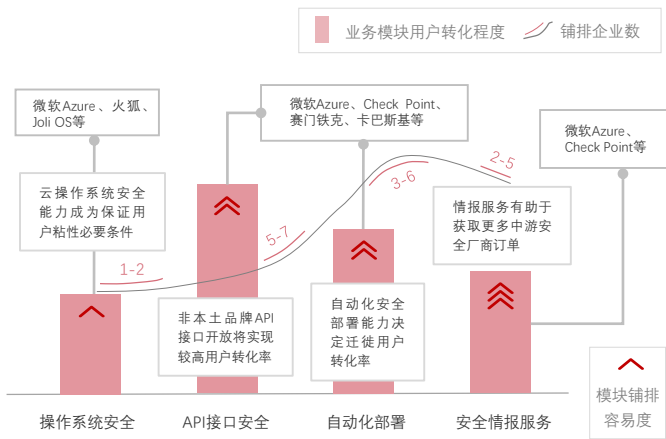 业务模块用户转化程度
铺排企业数
微软Azure、火狐、
Joli OS等
微软Azure、Check Point、
赛门铁克、卡巴斯基等
微软Azure、
Check Point等
云操作系统安全
能力成为保证用
户粘性必要条件
情报服务有助于
获取更多中游安
全厂商订单
1-2
5-7
3-6
2-5
非本土品牌API
接口开放将实现
较高用户转化率
自动化安全
部署能力决
定迁徙用户
转化率
模块铺排
容易度
操作系统安全
API接口安全
自动化部署
安全情报服务